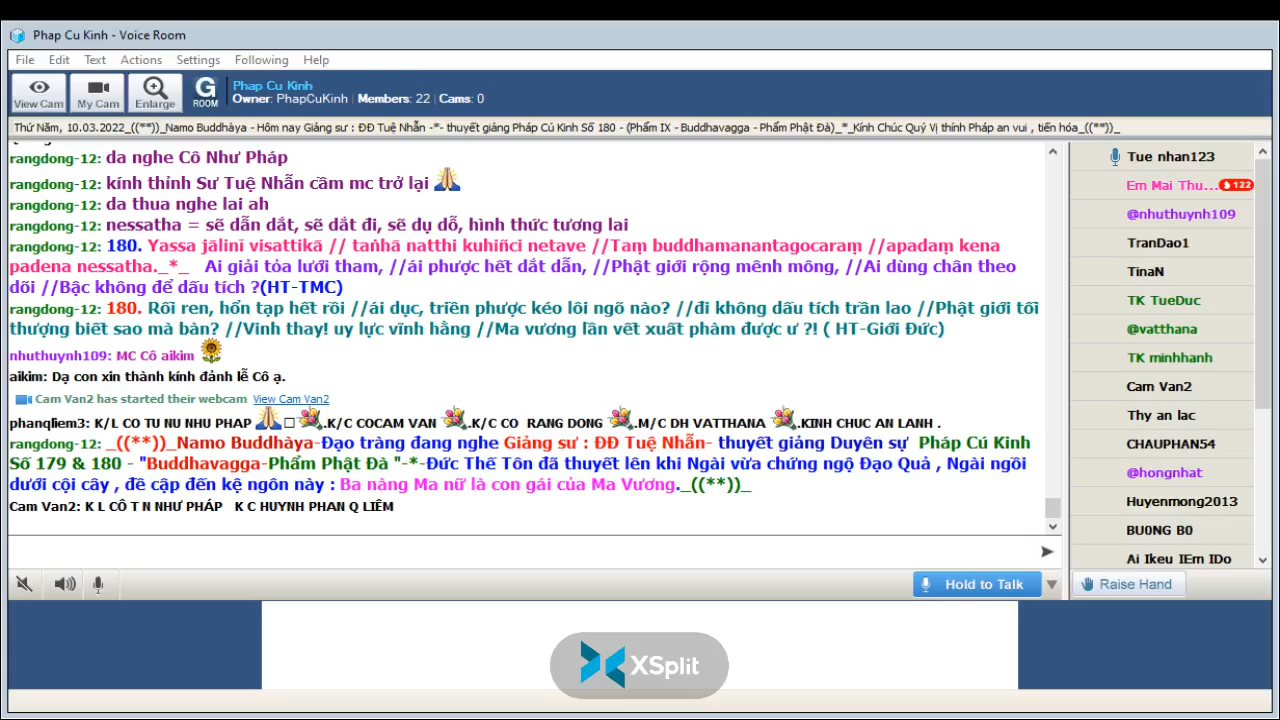 Phap Cu Kinh - Voice Room
File Edit Text Actions Settings Following Help
View Cam My Cam Enlarge G ROOM
Phap Cu Kinh
Owner: PhapCuKinh | Members: 22 | Cams: 0
Thứ Năm, 10.03.2022_((**))_Namo Buddhàya - Hôm nay Giảng sư : ĐĐ Tuệ Nhẫn -*- thuyết giảng Pháp Cú Kinh Số 180 - (Phẩm IX - Buddhavagga - Phẩm Phật Đà)_*_Kính Chúc Quý Vị thính Pháp an vui , tiến hóa_((**))_
rangdong-12: da nghe Cô Như Pháp
rangdong-12: kính thỉnh Sư Tuệ Nhẫn cầm mc trở lại
rangdong-12: da thua nghe lai ah
rangdong-12: nessatha = sẽ dẫn dắt, sẽ dắt đi, sẽ dụ dỗ, hình thức tương lai
rangdong-12: 180. Yassa jālinī visattikā // taṅhā natthi kuhiñci netave //Taṃ buddhamanantagocaraṃ //apadaṃ kena
padena nessatha._*_ Ai giải tỏa lưới tham, //ái phược hết dắt dẫn, //Phật giới rộng mênh mông, //Ai dùng chân theo
dõi //Bậc không để dấu tích ?(HT-TMC)
rangdong-12: 180. Rối ren, hổn tạp hết rồi //ái dục, triền phược kéo lôi ngõ nào? //đi không dấu tích trần lao //Phật giới tối
thượng biết sao mà bàn? //Vinh thay! uy lực vĩnh hằng //Ma vương lần vết xuất phàm được ư ?! ( HT-Giới Đức)
nhuthuynh109: MC Cô aikim
aikim: Dạ con xin thành kính đảnh lễ Cô ạ.
Cam Van2 has started their webcam View Cam Van2
phanqliem3: K/L CO TU NU NHU PHAP .K/C COCAM VAN .K/C CO RANG DONG .M/C DH VATTHANA .KINH CHUC AN LANH .
rangdong-12: _((**))_Namo Buddhàya-Đạo tràng đang nghe Giảng sư : ĐĐ Tuệ Nhẫn- thuyết giảng Duyên sự Pháp Cú Kinh
Số 179 & 180 - "Buddhavagga-Phẩm Phật Đà "-*-Đức Thế Tôn đã thuyết lên khi Ngài vừa chứng ngộ Đạo Quả , Ngài ngồi
dưới cội cây , đề cập đến kệ ngôn này : Ba nàng Ma nữ là con gái của Ma Vương._((**))_
Cam Van2: K L CÔ T N NHƯ PHÁP K C HUYNH PHAN Q LIÊM
Tue nhan123
Em Mai Thu... 122
@nhuthuynh109
TranDao1
TinaN
TK TueDuc
@vatthana
TK minhhanh
Cam Van2
Thy an lac
CHAUPHAN54
@hongnhat
Huyenmong2013
BU0NG B0
Ai Ikeu IEm IDo
Hold to Talk
Raise Hand
XSplit